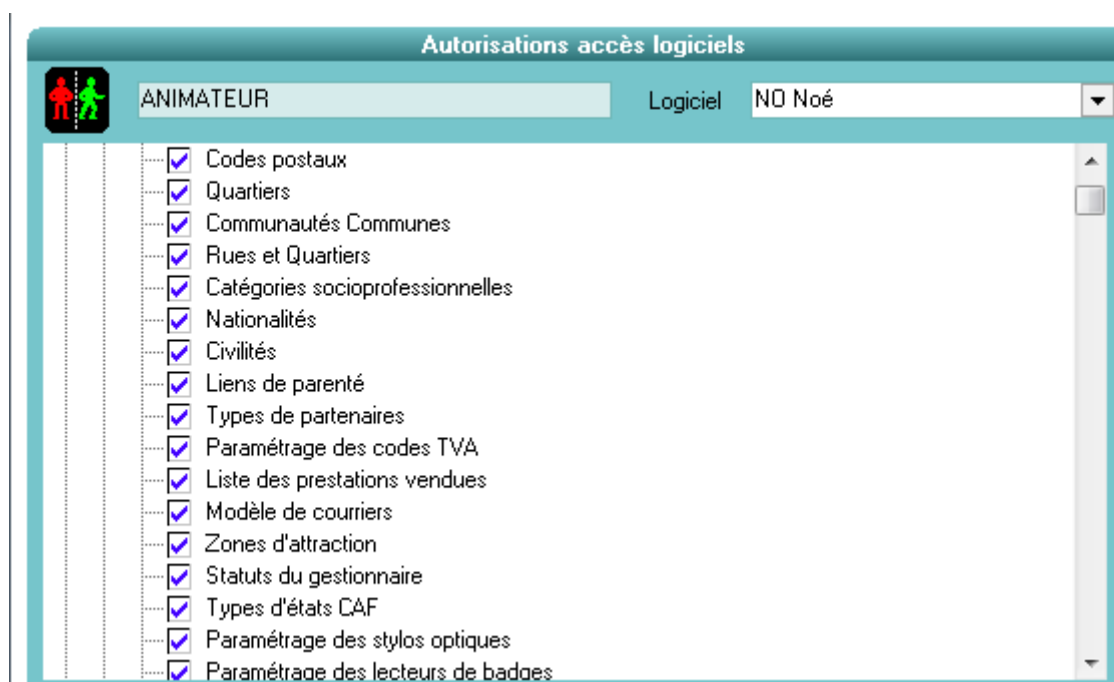 Autorisations accès logiciels
ANIMATEUR Logiciel NO Noé
Codes postaux
Quartiers
Communautés Communes
Rues et Quartiers
Catégories socioprofessionnelles
Nationalités
Civilités
Liens de parenté
Types de partenaires
Paramétrage des codes TVA
Liste des prestations vendues
Modèle de courriers
Zones d'attraction
Statuts du gestionnaire
Types d'états CAF
Paramétrage des stylos optiques
Paramétrage des lecteurs de badges